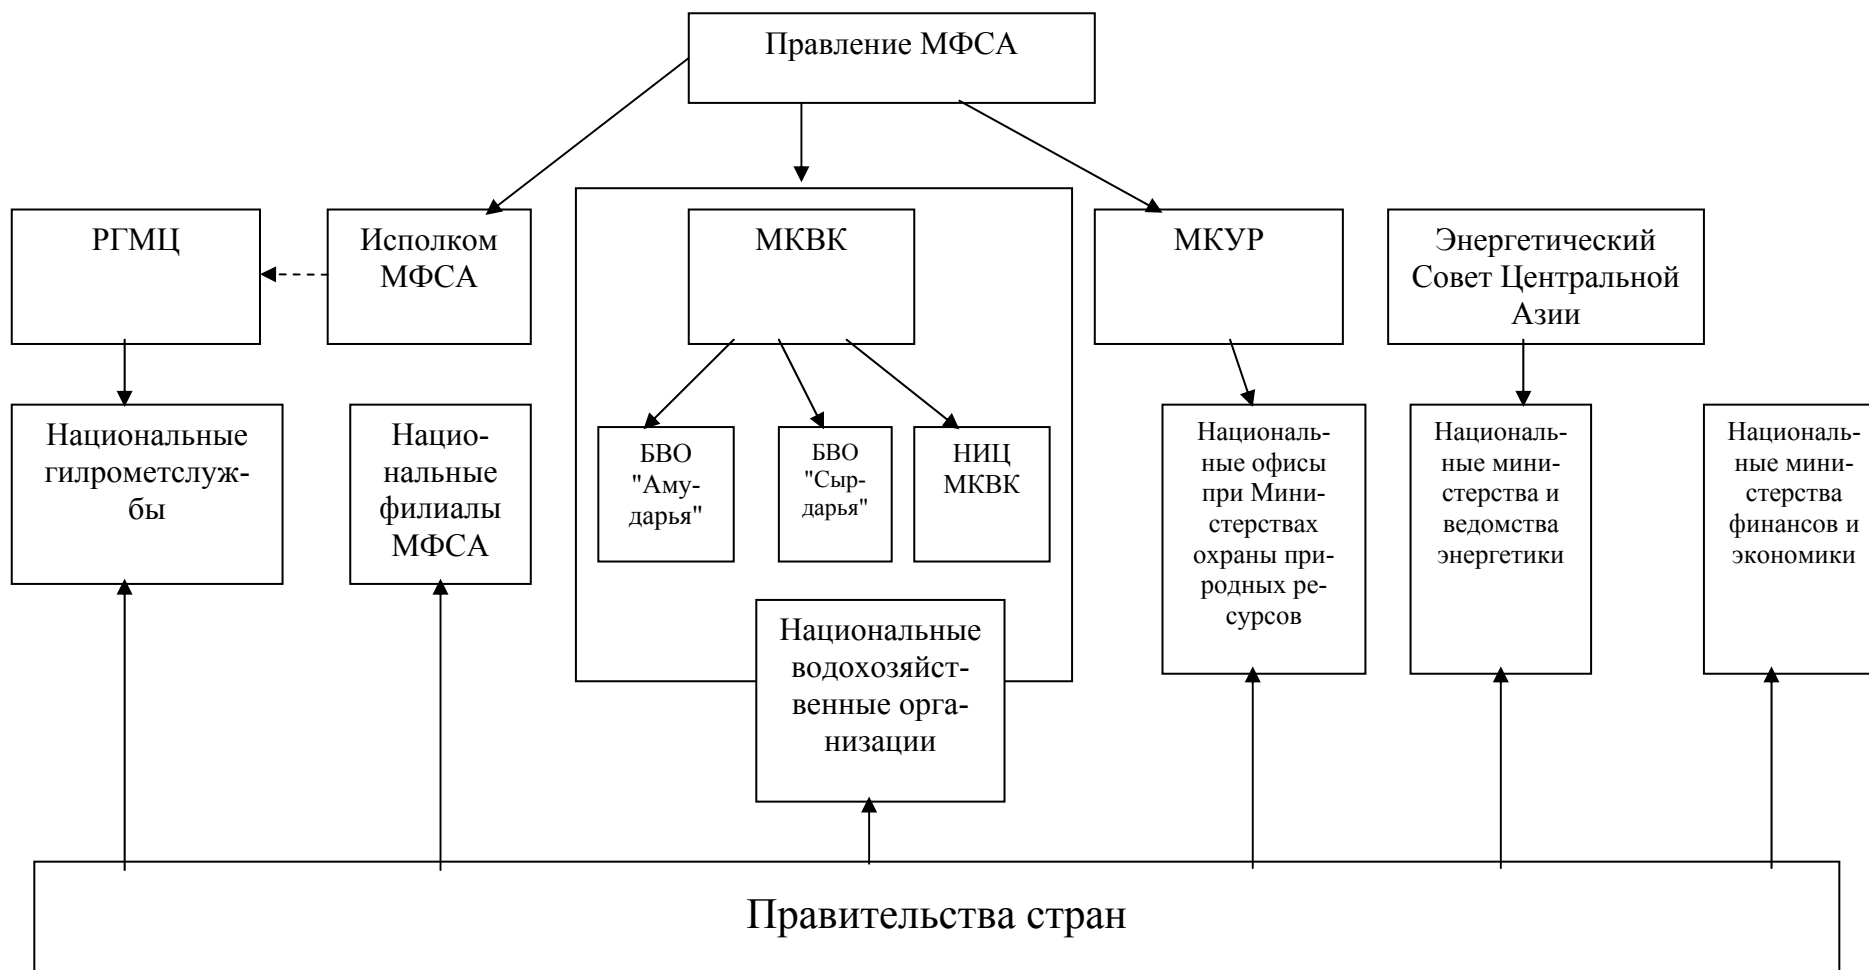 Правление МФСА
РГМЦ
Исполком
МФСА
МКВК
МКУР
Энергетический
Совет Центральной
Азии
Национальные
гилрометслуж-
бы
Нацио-
нальные
филиалы
МФСА
БВО
"Аму-
дарья"
БВО
"Сыр-
дарья"
НИЦ
МКВК
Националь-
ные офисы
при Мини-
стерствах
охраны при-
родных ре-
сурсов
Националь-
ные мини-
стерства и
ведомства
энергетики
Националь-
ные мини-
стерства
финансов и
экономики
Национальные
водохозяйст-
венные орга-
низации
Правительства стран